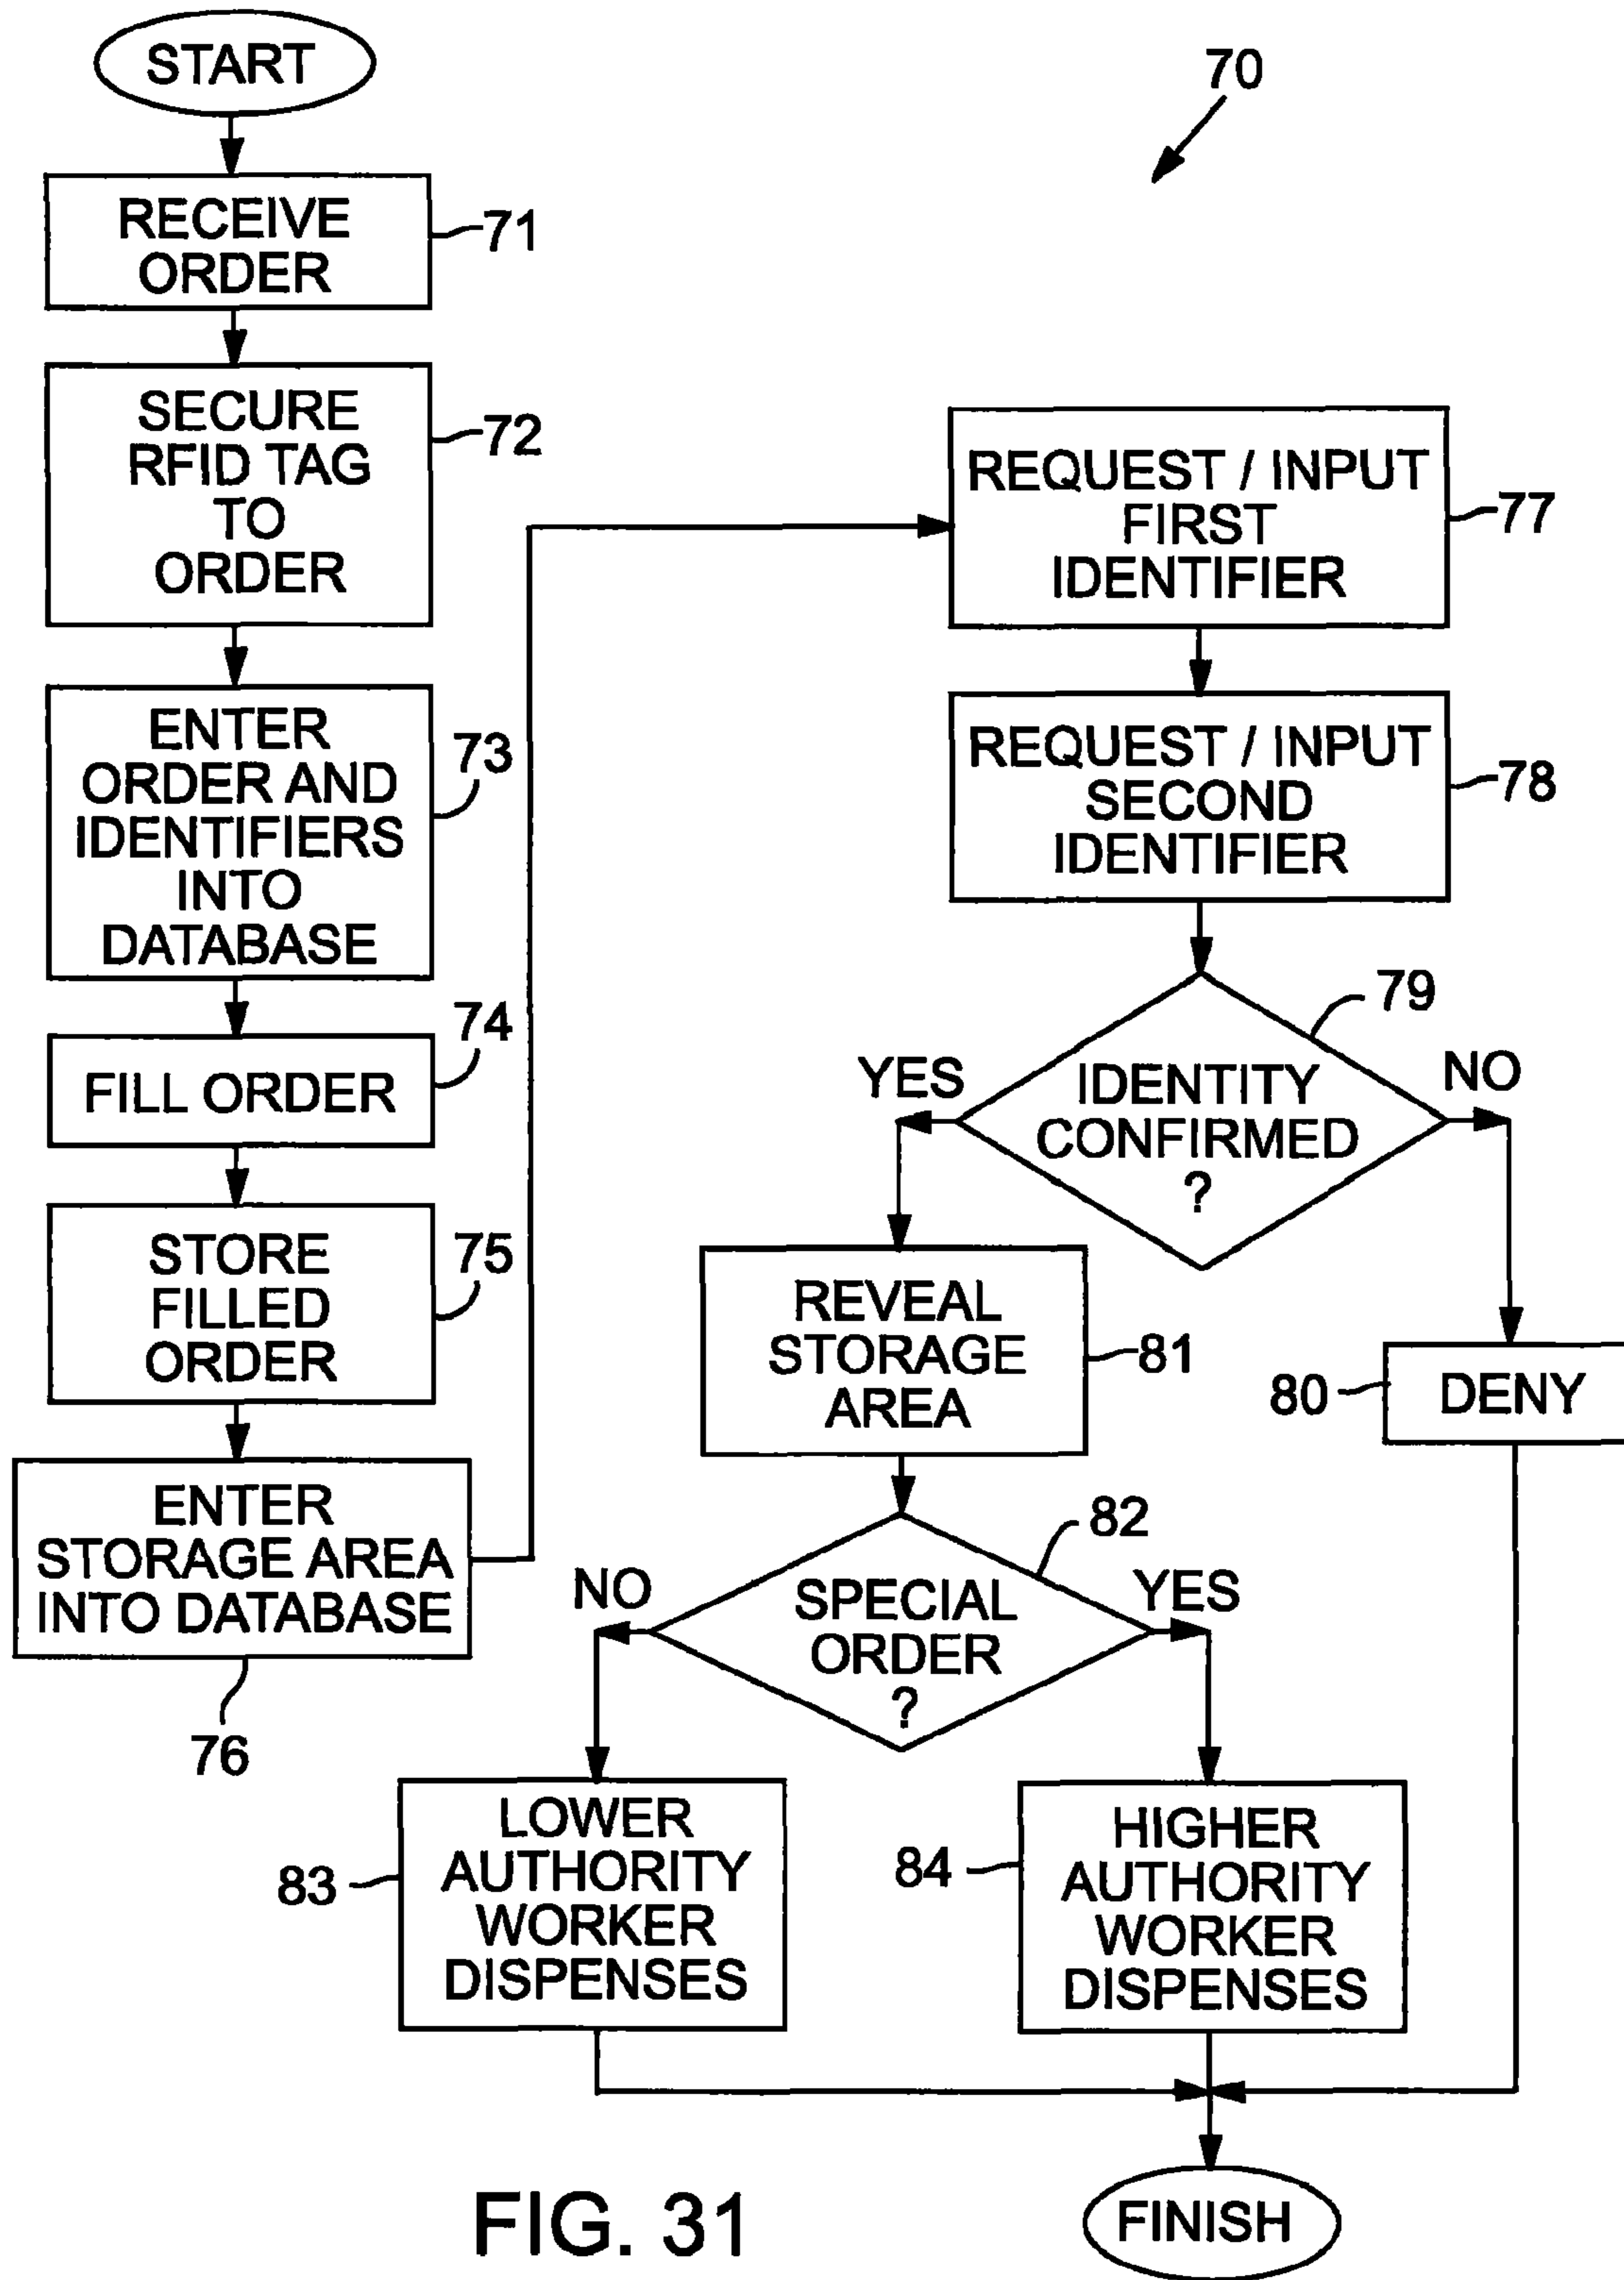 START
70
RECEIVE
ORDER
71
SECURE
RFID TAG
TO
ORDER
72
ENTER
ORDER AND
IDENTIFIERS
INTO
DATABASE
73
FILL ORDER
74
STORE
FILLED
ORDER
75
ENTER
STORAGE AREA
INTO DATABASE
76
REQUEST / INPUT
FIRST
IDENTIFIER
77
REQUEST / INPUT
SECOND
IDENTIFIER
78
IDENTITY
CONFIRMED
?
79
YES
NO
REVEAL
STORAGE
AREA
81
80
DENY
SPECIAL
ORDER
?
82
NO
YES
LOWER
AUTHORITY
WORKER
DISPENSES
83
HIGHER
AUTHORITY
WORKER
DISPENSES
84
FINISH
FIG. 31